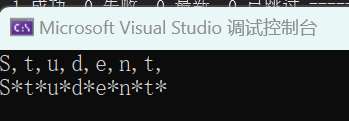 Microsoft Visual Studio 调试控制台
S,t,u,d,e,n,t,
S*t*u*d*e*n*t*